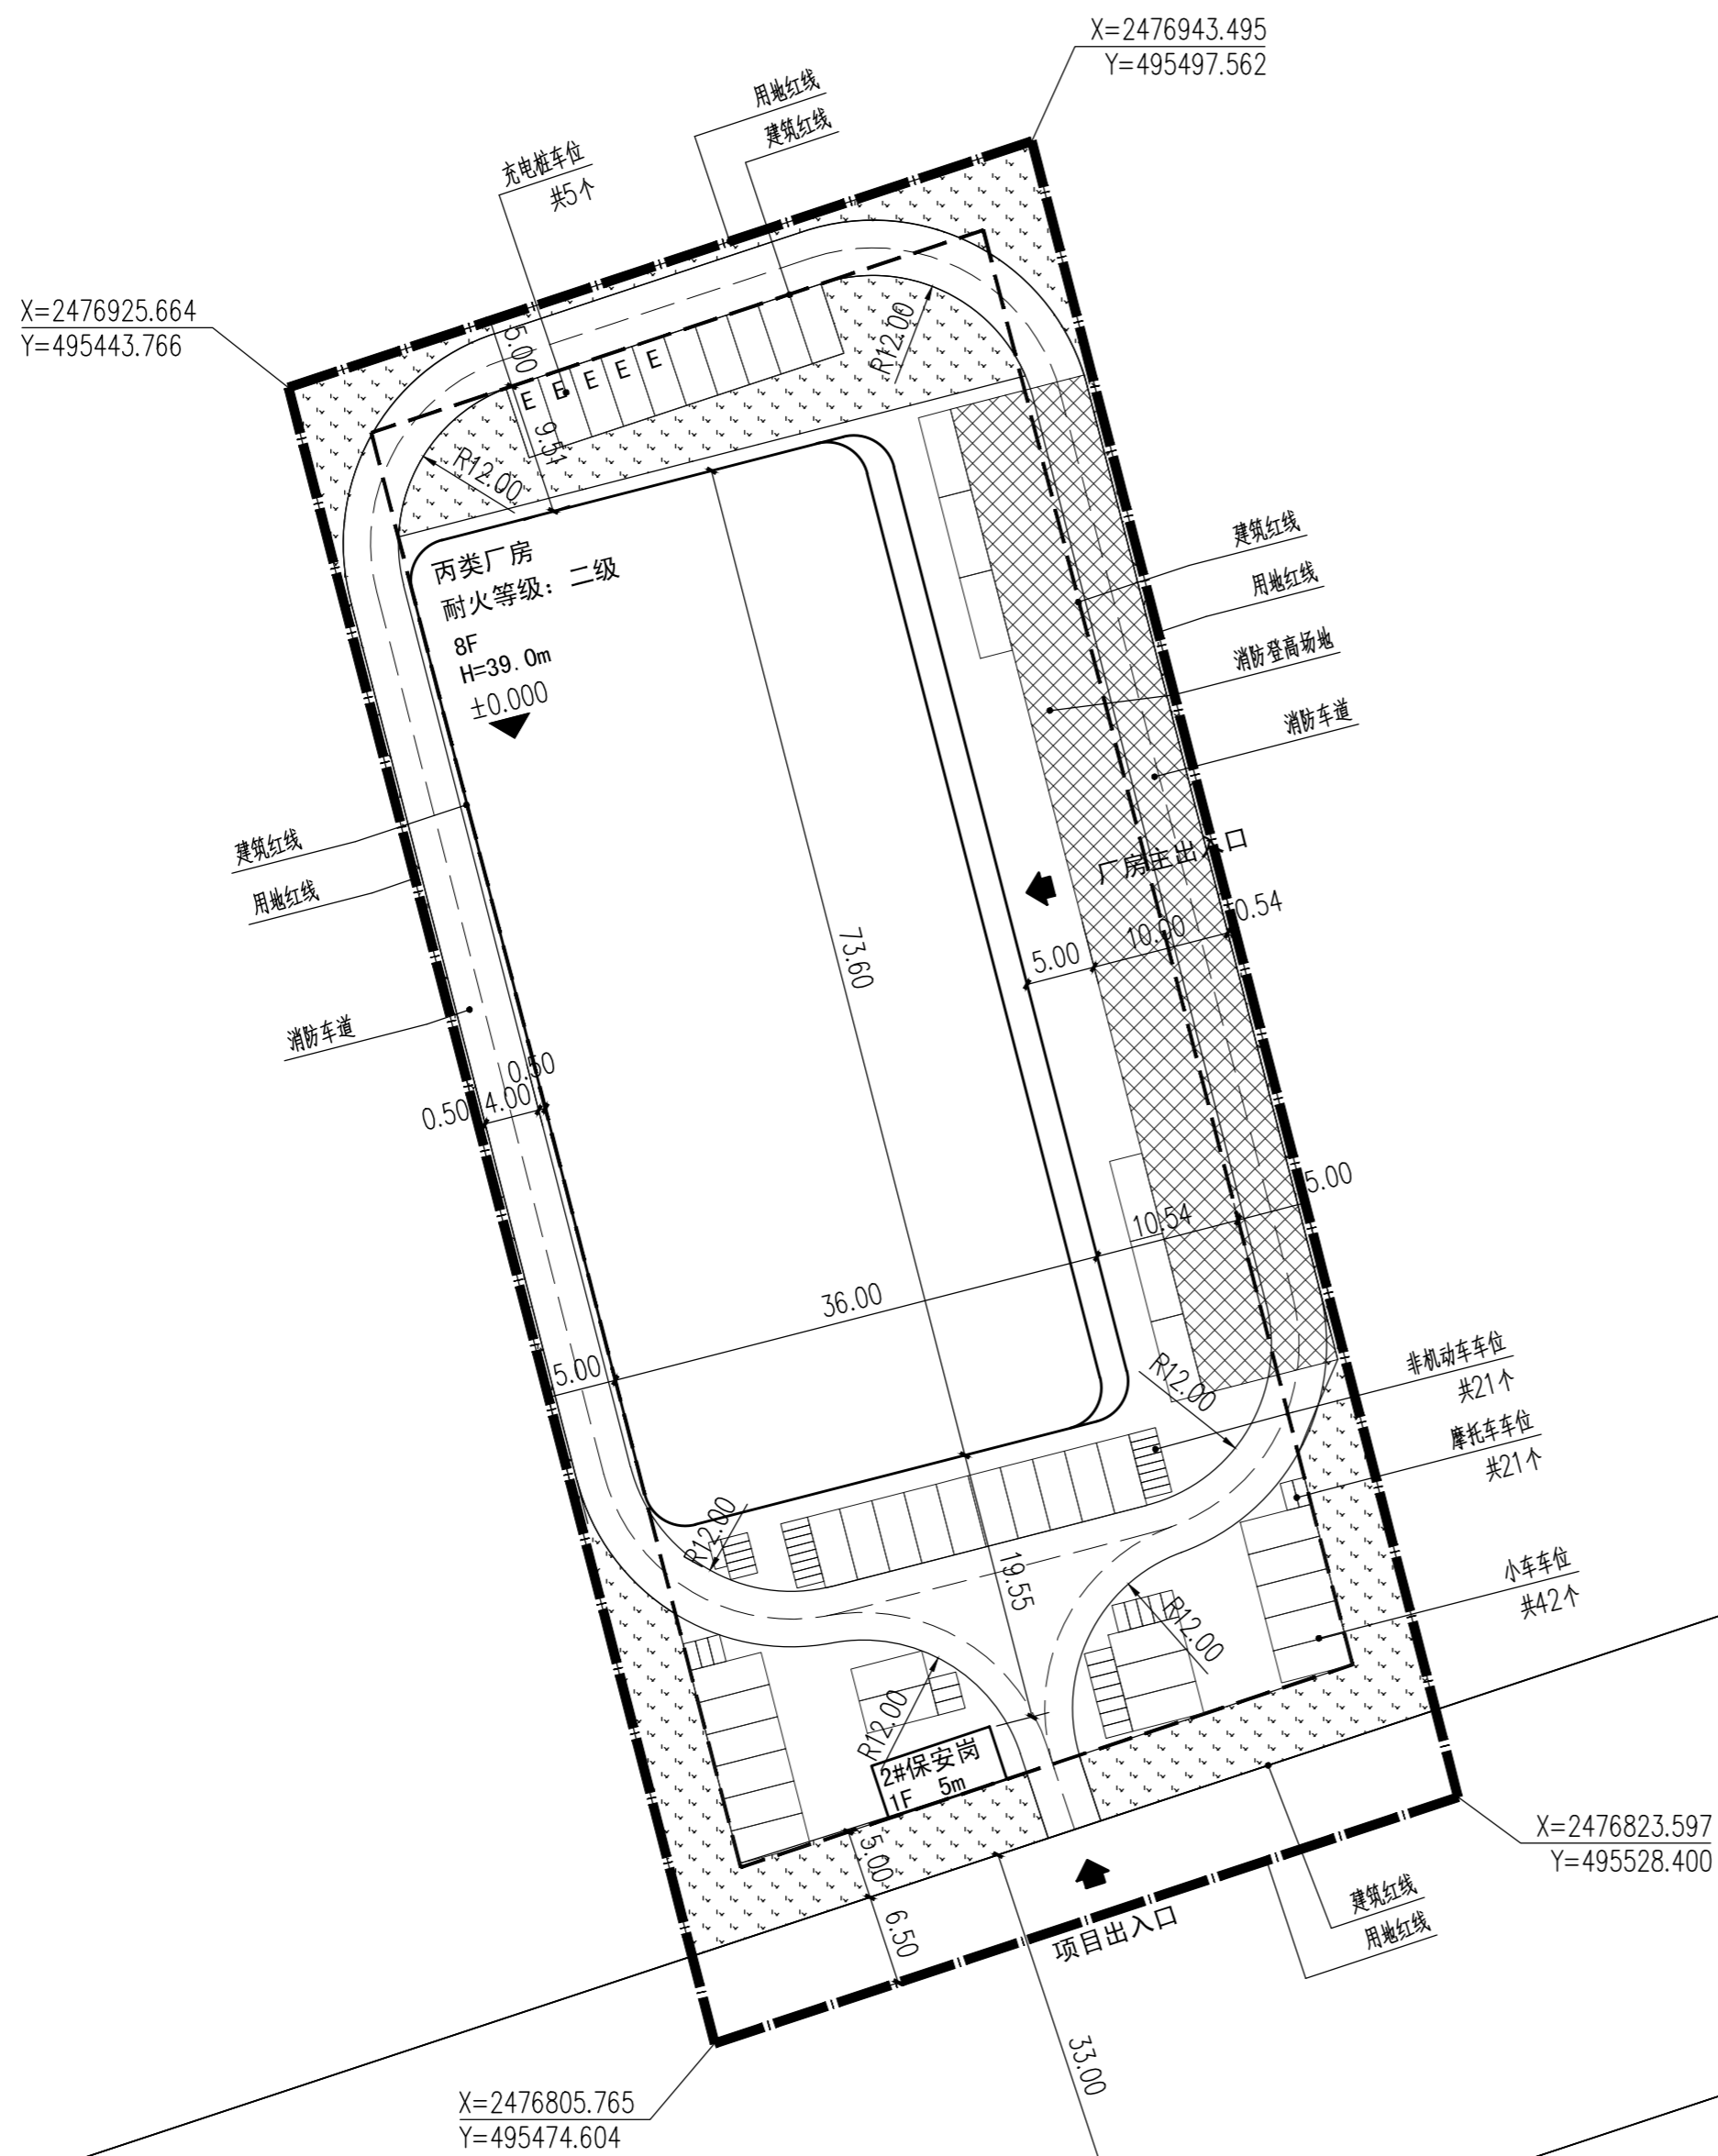 X=2476943.495
Y=495497.562
用地红线
建筑红线
充电桩车位
共5个
X=2476925.664
Y=495443.766
5.00
E E E E E
9.51
R12.00
R12.00
丙类厂房
耐火等级：二级
8F
H=39.0m
±0.000
建筑红线
用地红线
消防登高场地
消防车道
建筑红线
用地红线
消防车道
厂房主出入口
0.54
10.00
5.00
73.60
0.50
4.00
0.50
5.00
10.54
36.00
5.00
R12.00
非机动车车位
共21个
摩托车车位
共21个
小车车位
共42个
R12.00
19.55
R12.00
R12.00
2#保安岗
1F 5m
5.00
6.50
33.00
项目出入口
建筑红线
用地红线
X=2476823.597
Y=495528.400
X=2476805.765
Y=495474.604